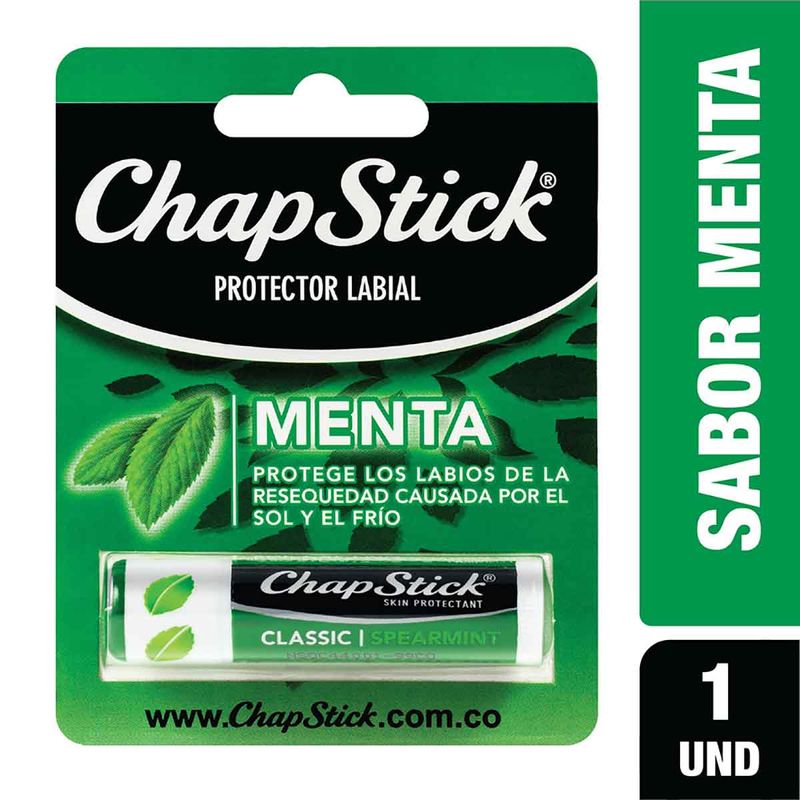 ChapStick®
PROTECTOR LABIAL
MENTA
PROTEGE LOS LABIOS DE LA
RESEQUEDAD CAUSADA POR EL
SOL Y EL FRÍO
ChapStick®
SKIN PROTECTANT
CLASSIC | SPEARMINT
www.ChapStick.com.co
SABOR MENTA
1
UND